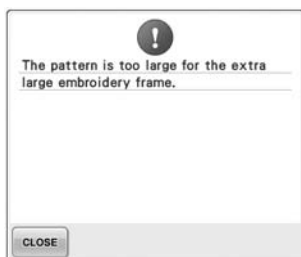 The pattern is too large for the extra
large embroidery frame.
CLOSE